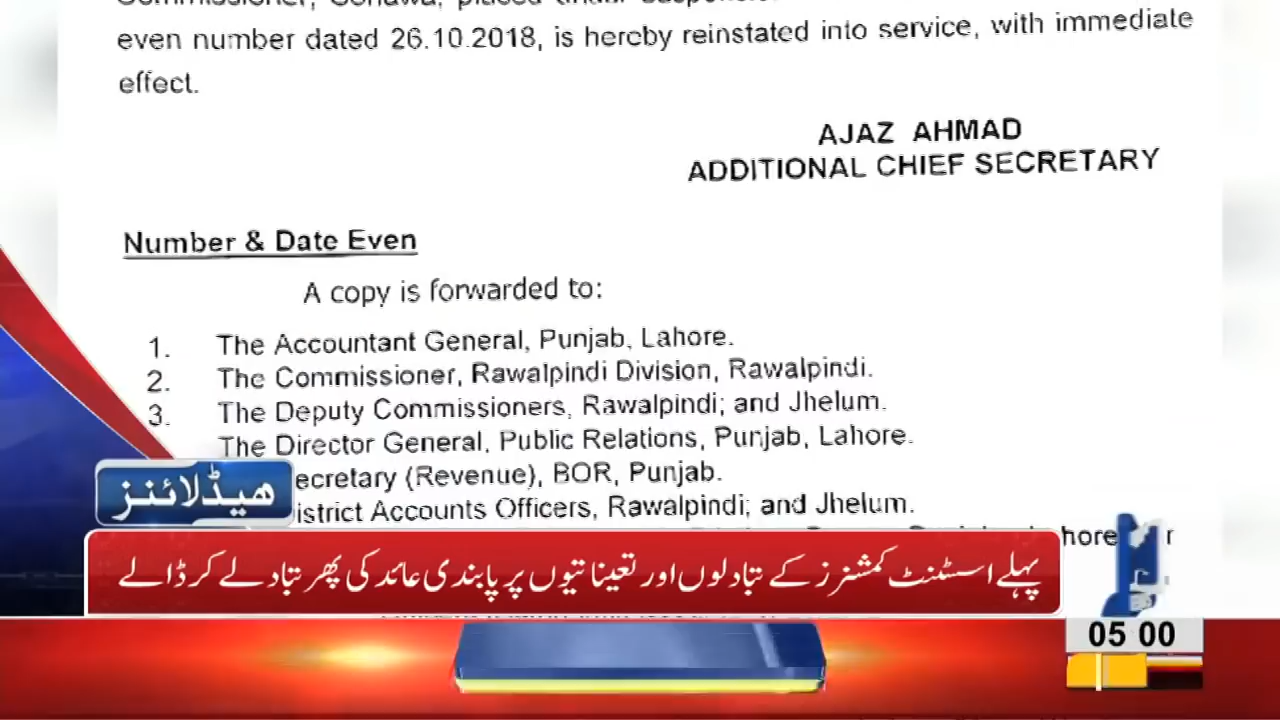 even number dated 26.10.2018, is hereby reinstated into service, with immediate
effect.
AJAZ AHMAD
ADDITIONAL CHIEF SECRETARY
Number & Date Even
A copy is forwarded to:
1. The Accountant General, Punjab, Lahore.
2. The Commissioner, Rawalpindi Division, Rawalpindi.
3. The Deputy Commissioners, Rawalpindi; and Jhelum.
The Director General, Public Relations, Punjab, Lahore.
ecretary (Revenue), BOR, Punjab.
istrict Accounts Officers, Rawalpindi; and Jhelum.
ھیڈلائنز
پہلے اسسٹنٹ کمشنرز کے تبادلوں اور تعیناتیوں پر پابندی عائد کی پھر تبادلے کر ڈالے
05 00